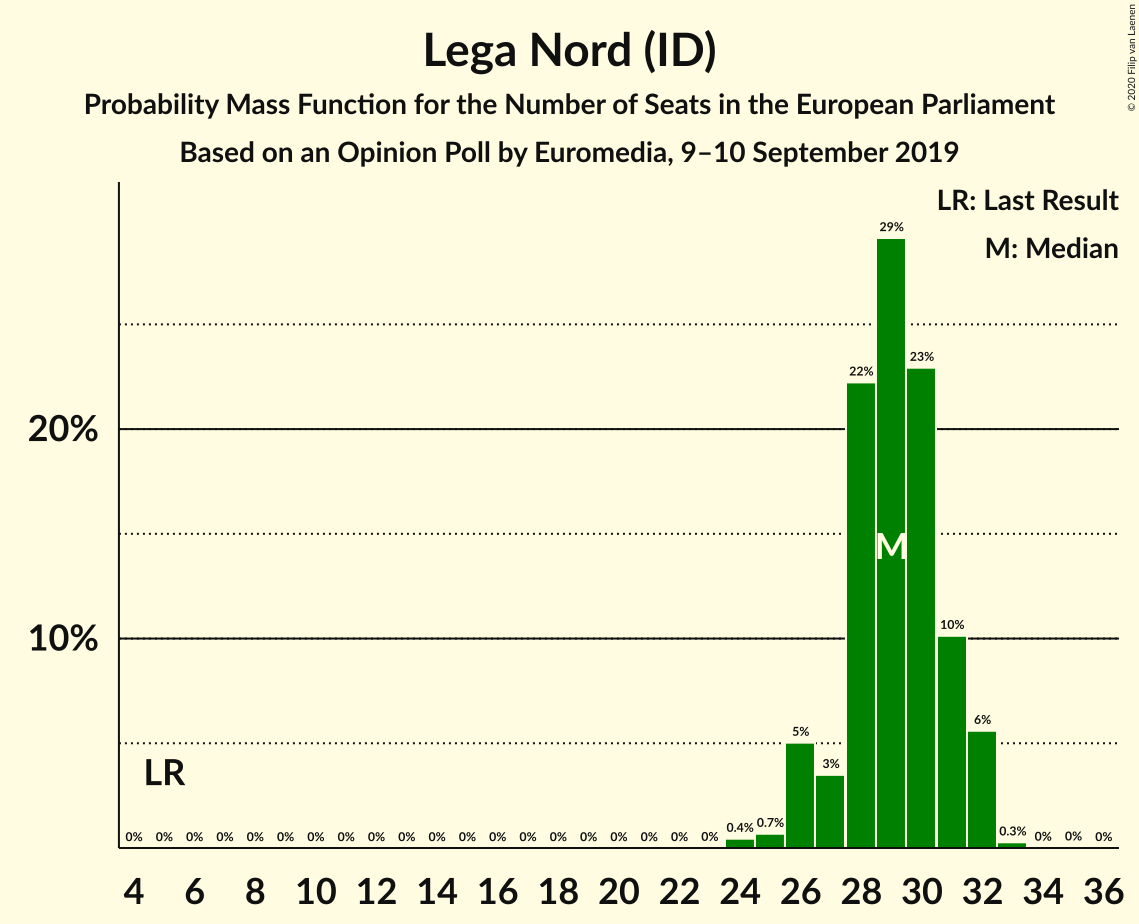 Lega Nord (ID)
Probability Mass Function for the Number of Seats in the European Parliament
Based on an Opinion Poll by Euromedia, 9–10 September 2019
© 2020 Filip van Laenen
LR: Last Result
M: Median
29%
23%
22%
20%
M
10%
10%
6%
5%
3%
LR
0% 0% 0% 0% 0% 0% 0% 0% 0% 0% 0% 0% 0% 0% 0% 0% 0% 0% 0% 0% 0.4% 0.7% 0.3% 0% 0% 0%
4 6 8 10 12 14 16 18 20 22 24 26 28 30 32 34 36